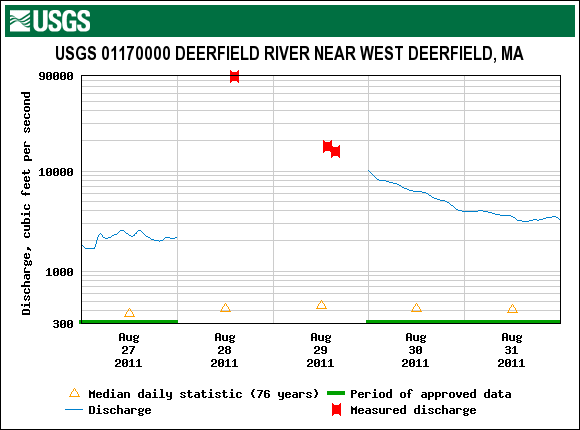 USGS
USGS 01170000 DEERFIELD RIVER NEAR WEST DEERFIELD, MA
Discharge, cubic feet per second
90000
10000
1000
300
Aug 27 2011
Aug 28 2011
Aug 29 2011
Aug 30 2011
Aug 31 2011
Median daily statistic (76 years)
Period of approved data
Discharge
Measured discharge